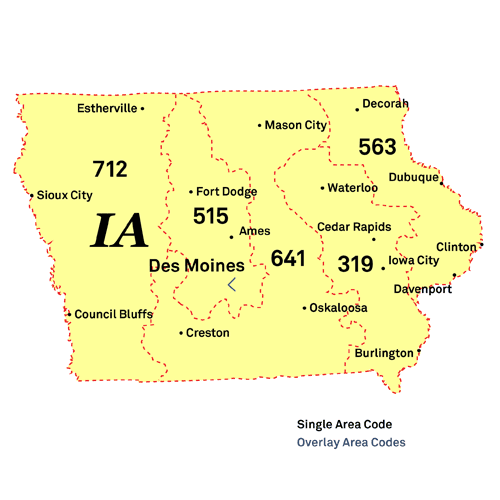 Decorah
Estherville
Mason City
563
712
Dubuque
Waterloo
Fort Dodge
Sioux City
515
Cedar Rapids
Ames
IA
Clinton
641
Iowa City
319
Des Moines
Davenport
Oskaloosa
Council Bluffs
Creston
Burlington
Single Area Code
Overlay Area Codes